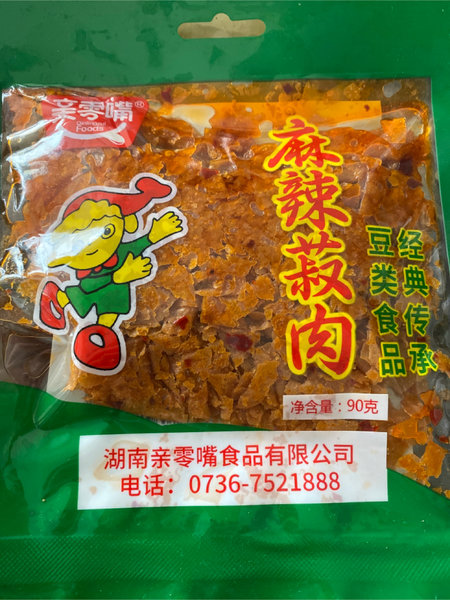 亲零嘴®
Qinlingzui
Foods
麻辣菽肉
经典传承
豆类食品
净含量：90克
湖南亲零嘴食品有限公司
电话：0736-7521888